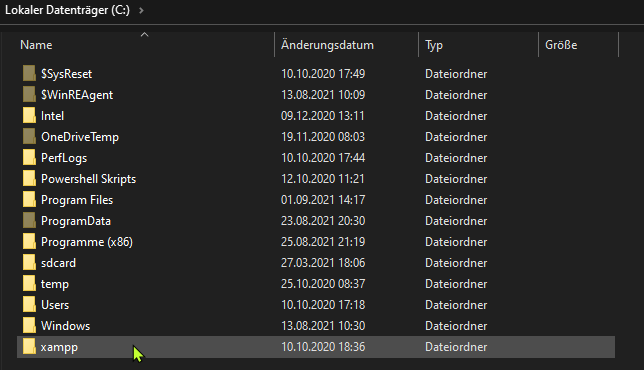 Lokaler Datenträger (C:) >
Name Änderungsdatum Typ Größe
$SysReset 10.10.2020 17:49 Dateiordner
$WinREAgent 13.08.2021 10:09 Dateiordner
Intel 09.12.2020 13:11 Dateiordner
OneDriveTemp 19.11.2020 08:03 Dateiordner
PerfLogs 10.10.2020 17:44 Dateiordner
Powershell Skripts 12.10.2020 11:21 Dateiordner
Program Files 01.09.2021 14:17 Dateiordner
ProgramData 23.08.2021 20:30 Dateiordner
Programme (x86) 25.08.2021 21:19 Dateiordner
sdcard 27.03.2021 18:06 Dateiordner
temp 25.10.2020 08:37 Dateiordner
Users 10.10.2020 17:18 Dateiordner
Windows 13.08.2021 10:30 Dateiordner
xampp 10.10.2020 18:36 Dateiordner